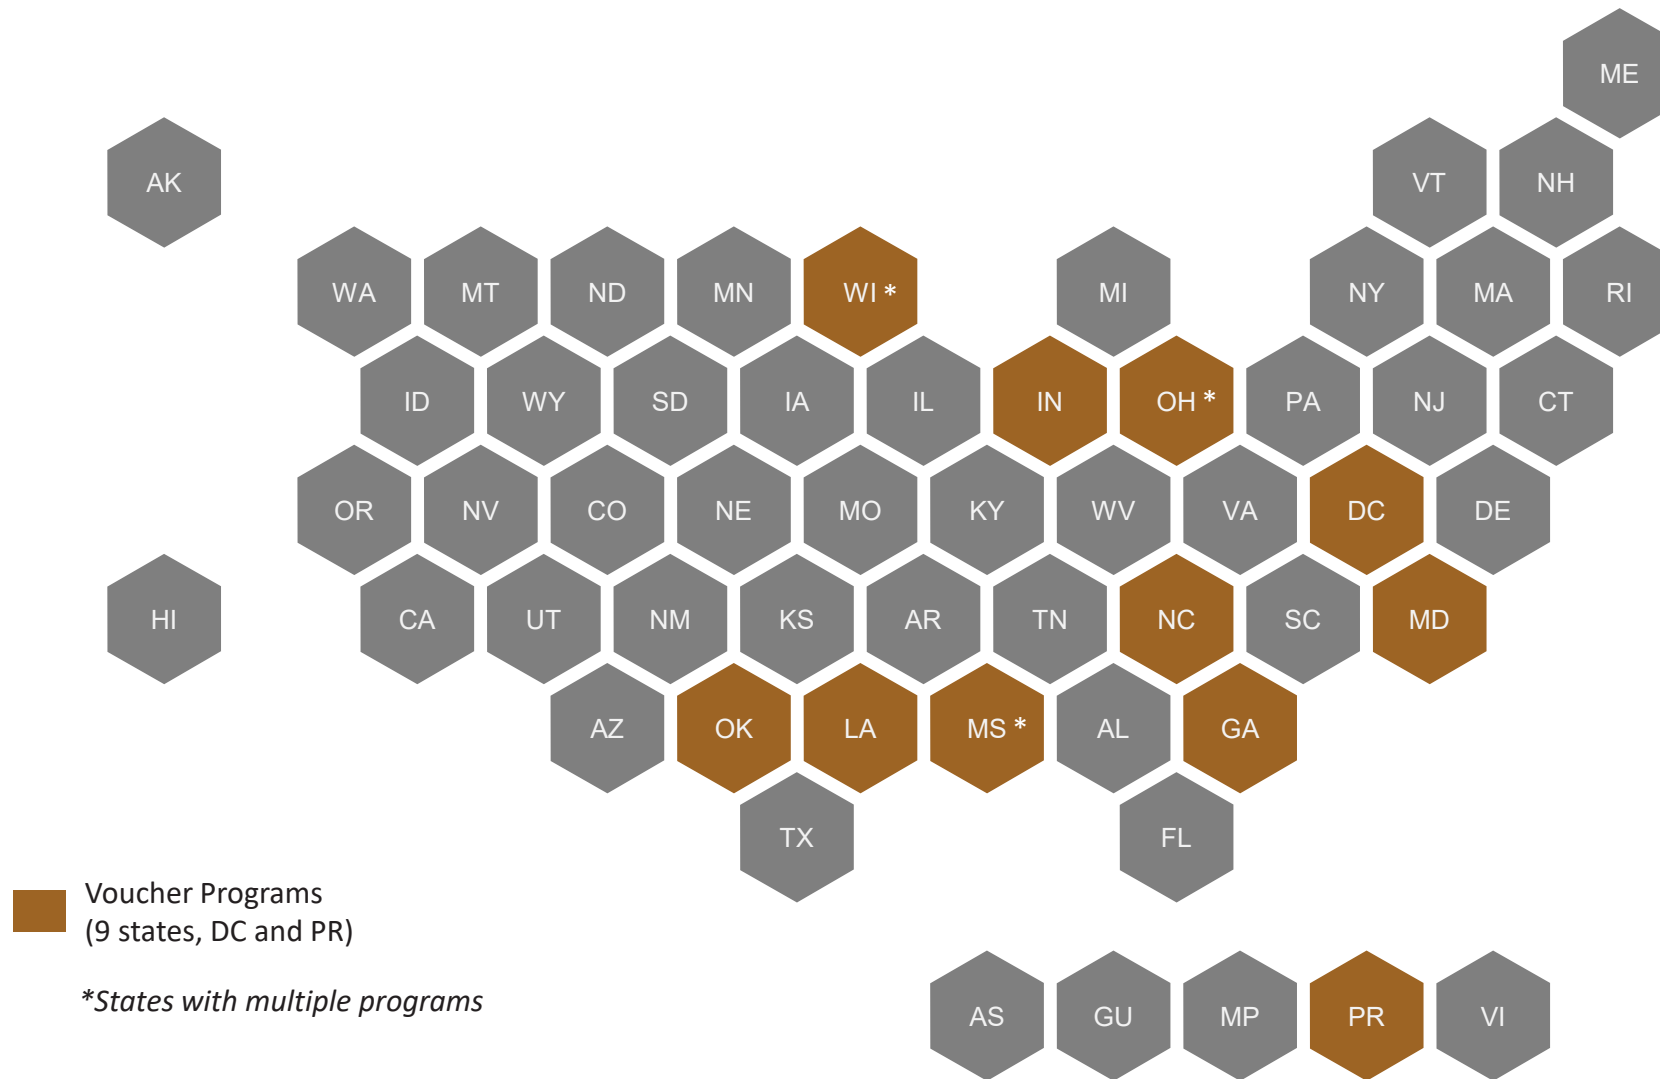 ME
AK
VT
NH
WA
MT
ND
MN
WI *
MI
NY
MA
RI
ID
WY
SD
IA
IL
IN
OH *
PA
NJ
CT
OR
NV
CO
NE
MO
KY
WV
VA
DC
DE
HI
CA
UT
NM
KS
AR
TN
NC
SC
MD
AZ
OK
LA
MS *
AL
GA
TX
FL
Voucher Programs
(9 states, DC and PR)
*States with multiple programs
AS
GU
MP
PR
VI